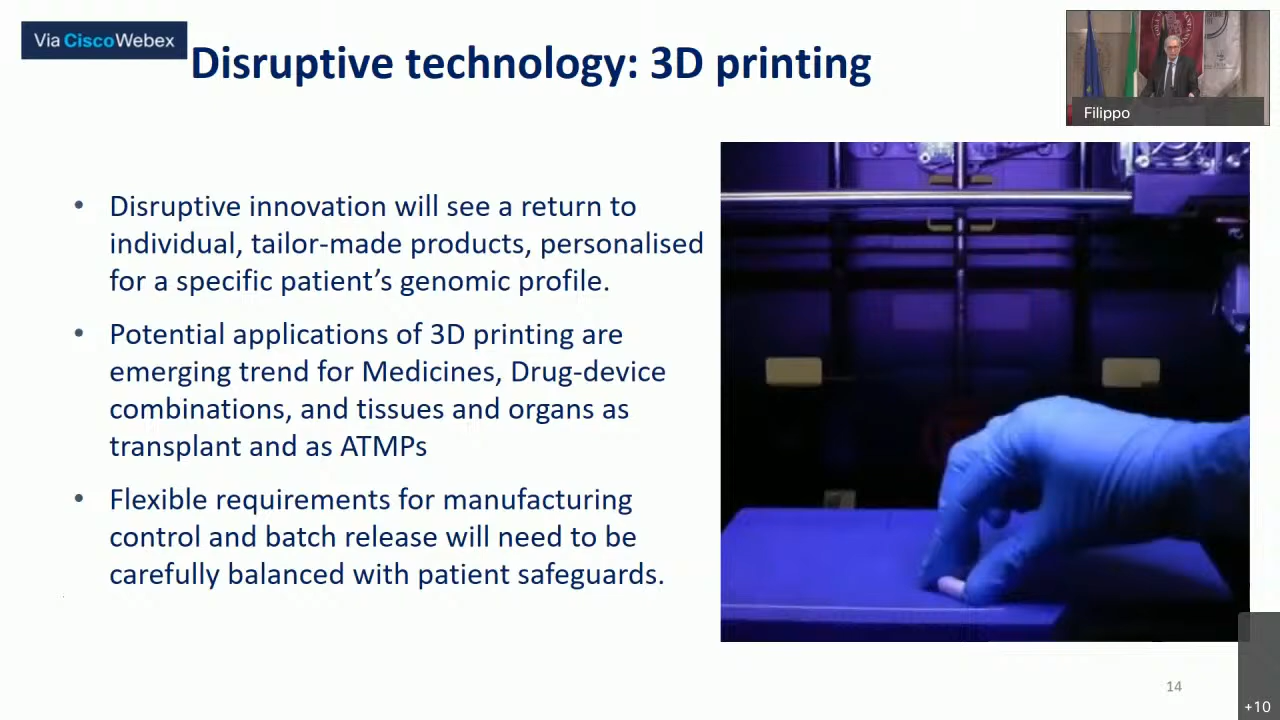 Via Cisco Webex
Disruptive technology: 3D printing
Filippo
• Disruptive innovation will see a return to
individual, tailor-made products, personalised
for a specific patient’s genomic profile.
• Potential applications of 3D printing are
emerging trend for Medicines, Drug-device
combinations, and tissues and organs as
transplant and as ATMPs
• Flexible requirements for manufacturing
control and batch release will need to be
carefully balanced with patient safeguards.
14
+10